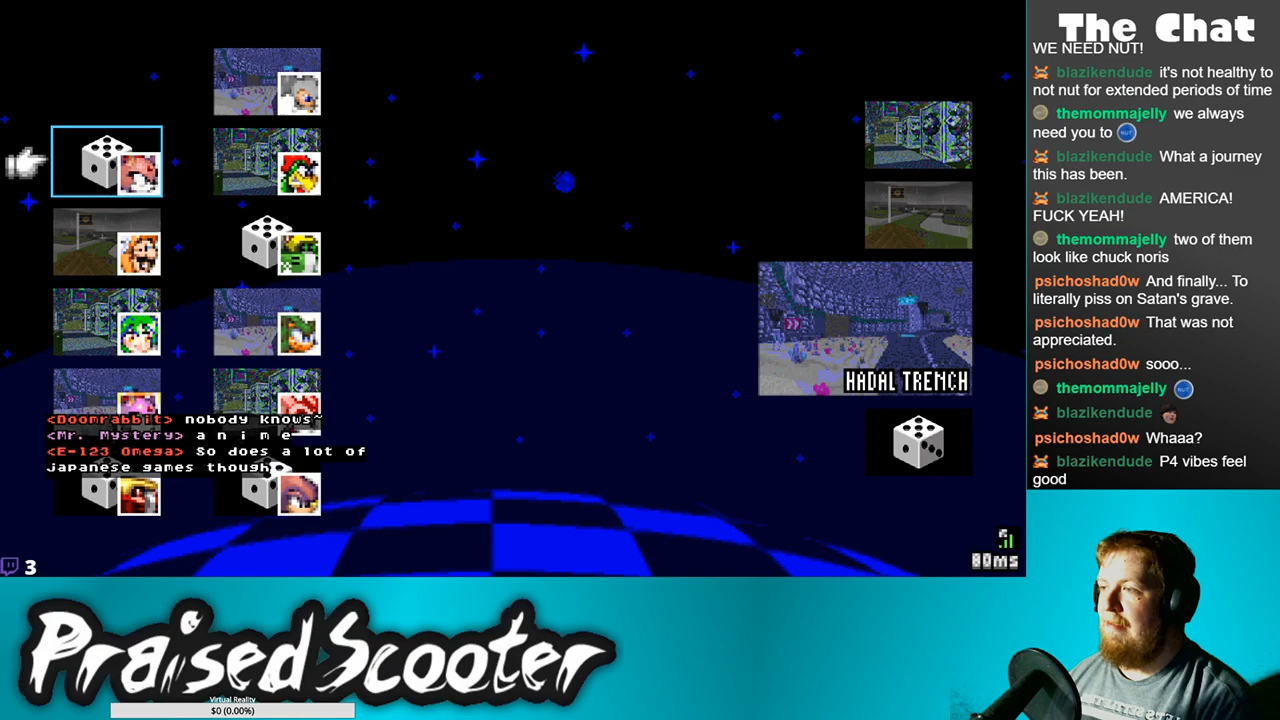 The Chat
WE NEED NUT!
blazikendude it's not healthy to
not nut for extended periods of time
themommajelly we always
need you to NUT
blazikendude What a journey
this has been.
blazikendude AMERICA!
FUCK YEAH!
themommajelly two of them
look like chuck noris
psichoshad0w And finally... To
literally piss on Satan's grave.
psichoshad0w That was not
appreciated.
psichoshad0w sooo...
themommajelly NUT
blazikendude
psichoshad0w Whaaa?
blazikendude P4 vibes feel
good
HADAL TRENCH
<Doomrabbit> nobody knows~
<Mr. Mystery> a n i m e
<E-123 Omega> So does a lot of
japanese games though
80ms
3
PraisedScooter
Virtual Reality
$0 (0.00%)